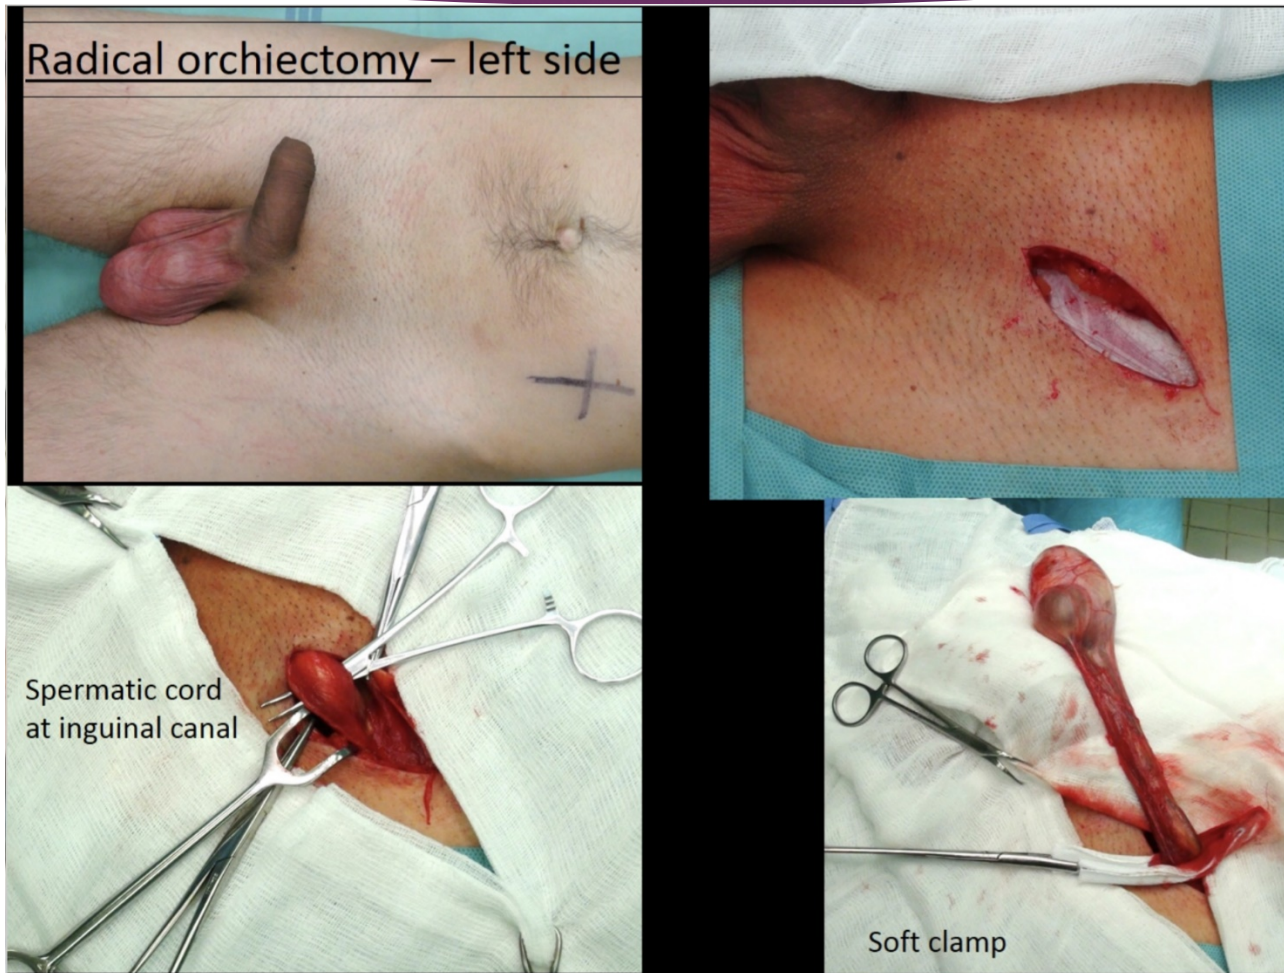 Radical orchiectomy – left side
Spermatic cord
at inguinal canal
Soft clamp